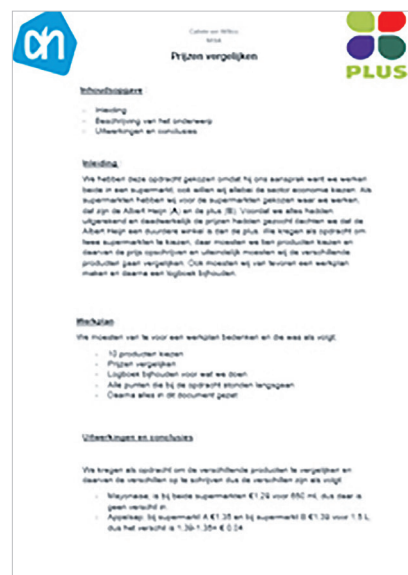 ah
PLUS
Prijzen vergelijken
Inhoudsopgave:
- Inleiding
- Beschrijving van het onderwerp
- Uitwerkingen en conclusies
Inleiding:
We hebben deze opdracht gekozen omdat hij ons aansprak want we werken
beide in een supermarkt, ook willen wij allebei de sector economie kiezen. Als
supermarkten hebben wij voor de supermarkten gekozen waar we werken,
dat zijn de Albert Heijn (A) en de plus (B). Voordat we alles hadden
uitgerekend en daadwerkelijk de prijzen hadden gezocht dachten we dat de
Albert Heijn een duurdere winkel is dan de plus. We kregen als opdracht om
twee supermarkten te kiezen, daar moesten we tien producten kiezen en
daarvan de prijs opschrijven en uiteindelijk moesten wij de verschillende
producten gaan vergelijken. Ook moesten wij van tevoren een werkplan
maken en daarna een logboek bijhouden.
Werkplan
We moesten van te voor een werkplan bedenken en die was als volgt:
- 10 producten kiezen
- Prijzen vergelijken
- Logboek bijhouden voor wat we doen
- Alle punten die bij de opdracht stonden langsgaan
- Daarna alles in dit document gezet
Uitwerkingen en conclusies
We kregen als opdracht om de verschillende producten te vergelijken en
daarvan de verschillen op te schrijven dus de verschillen zijn als volgt:
- Mayonaise, is bij beide supermarkten €1,29 voor 650 ml, dus daar is
geen verschil in
- Appelsap, bij supermarkt A €1,35 en bij supermarkt B €1,39 voor 1,5 L,
dus het verschil is 1,39-1,35= € 0,04